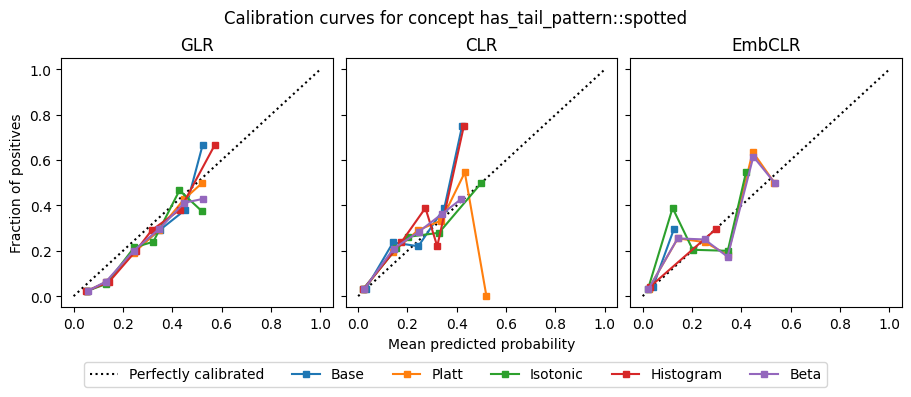 Calibration curves for concept has_tail_pattern::spotted
GLR
CLR
EmbCLR
Fraction of positives
1.0
0.8
0.6
0.4
0.2
0.0
0.0 0.2 0.4 0.6 0.8 1.0
0.0 0.2 0.4 0.6 0.8 1.0
0.0 0.2 0.4 0.6 0.8 1.0
Mean predicted probability
Perfectly calibrated Base Platt Isotonic Histogram Beta